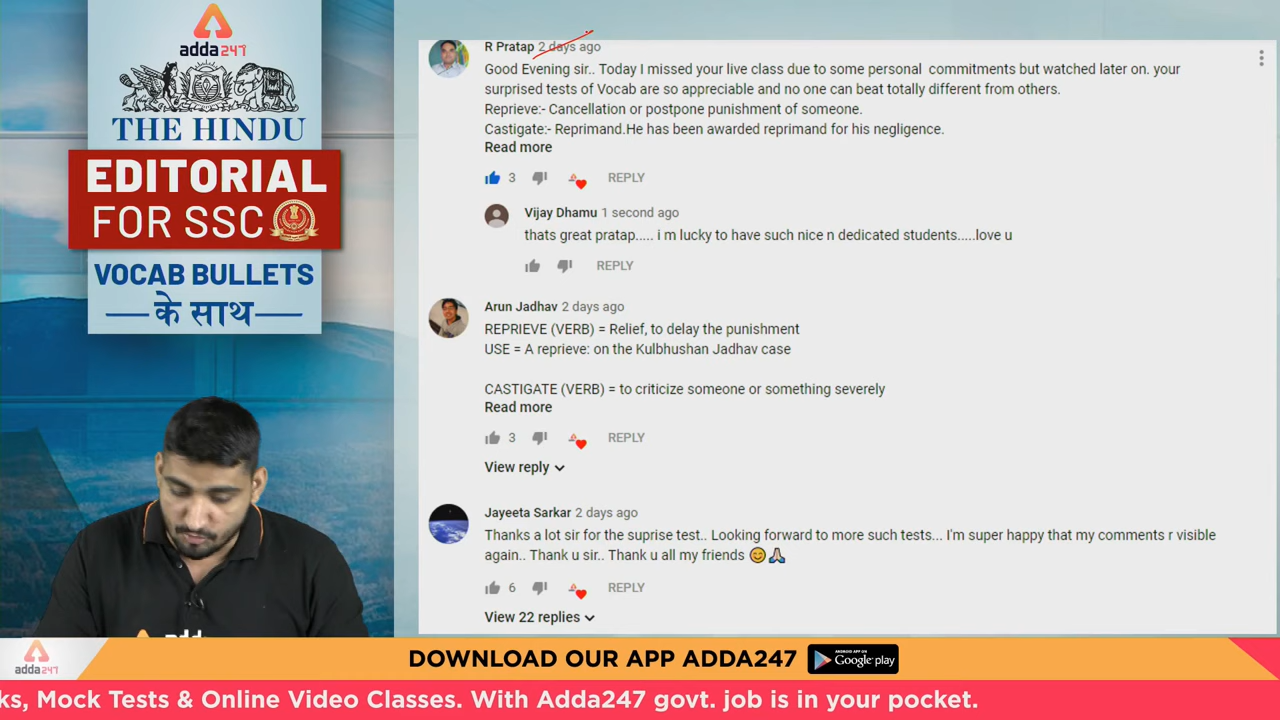 adda247
THE HINDU
EDITORIAL
FOR SSC
VOCAB BULLETS
के साथ
R Pratap 2 days ago
Good Evening sir.. Today I missed your live class due to some personal commitments but watched later on. your
surprised tests of Vocab are so appreciable and no one can beat totally different from others.
Reprieve:- Cancellation or postpone punishment of someone.
Castigate:- Reprimand.He has been awarded reprimand for his negligence.
Read more
3 REPLY
Vijay Dhamu 1 second ago
thats great pratap..... i m lucky to have such nice n dedicated students.....love u
REPLY
Arun Jadhav 2 days ago
REPRIEVE (VERB) = Relief, to delay the punishment
USE = A reprieve: on the Kulbhushan Jadhav case
CASTIGATE (VERB) = to criticize someone or something severely
Read more
3 REPLY
View reply
Jayeeta Sarkar 2 days ago
Thanks a lot sir for the suprise test.. Looking forward to more such tests... I'm super happy that my comments r visible
again.. Thank u sir.. Thank u all my friends 😊🙏
6 REPLY
View 22 replies
adda247
DOWNLOAD OUR APP ADDA247
ANDROID APP ON
Google play
ks, Mock Tests & Online Video Classes. With Adda247 govt. job is in your pocket.